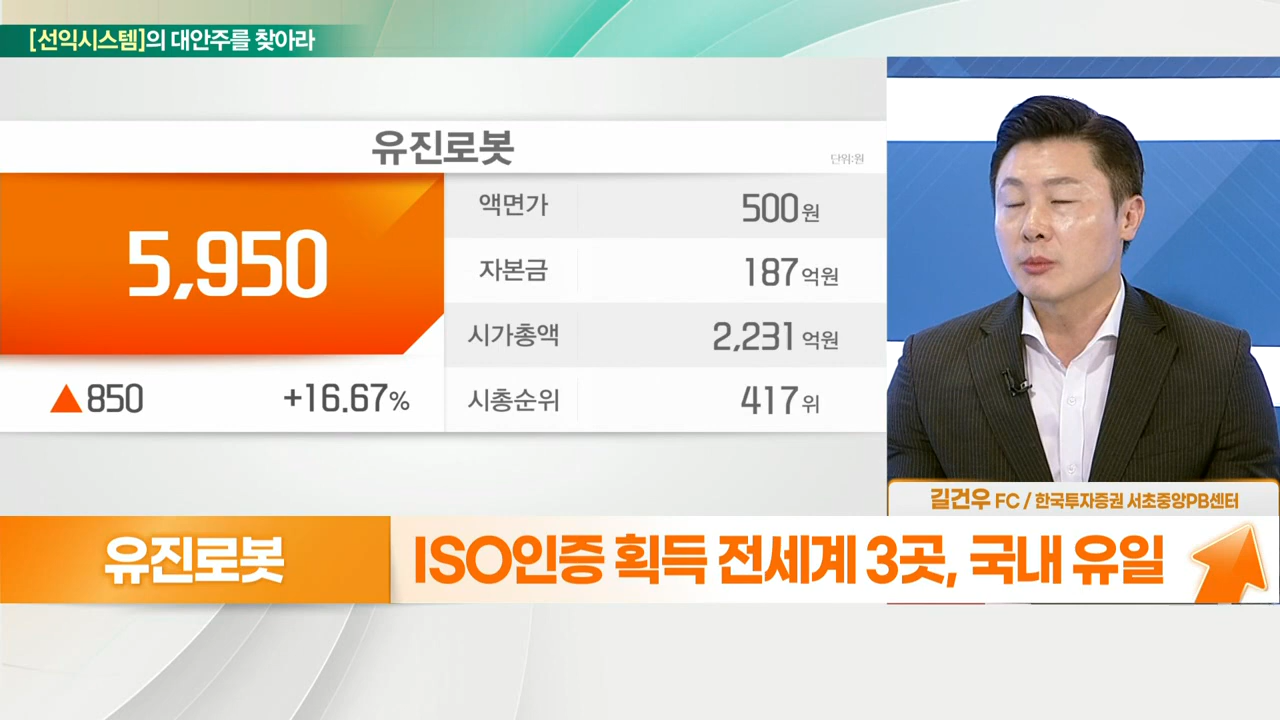 [선익시스템]의 대안주를 찾아라
유진로봇
단위:원
5,950
▲850 +16.67%
액면가 500원
자본금 187억원
시가총액 2,231억원
시총순위 417위
길건우 FC / 한국투자증권 서초중앙PB센터
유진로봇
ISO인증 획득 전세계 3곳, 국내 유일